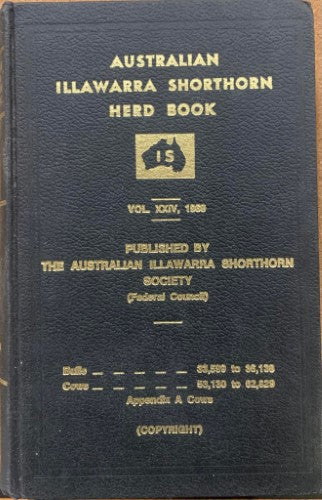 AUSTRALIAN
ILLAWARRA SHORTHORN
HERD BOOK
I S
VOL. XXIV, 1969
PUBLISHED BY
THE AUSTRALIAN ILLAWARRA SHORTHORN
SOCIETY
(Federal Council)
Bulls to
Cows to
Appendix A Cows
(COPYRIGHT)